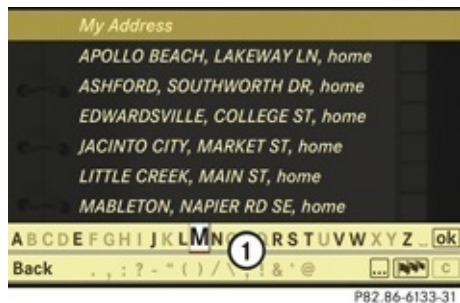 My Address
APOLLO BEACH, LAKEWAY LN, home
ASHFORD, SOUTHWORTH DR, home
EDWARDSVILLE, COLLEGE ST, home
JACINTO CITY, MARKET ST, home
LITTLE CREEK, MAIN ST, home
MABLETON, NAPIER RD SE, home
A B C D E F G H I J K L M N 1 R S T U V W X Y Z _ ok
Back . , : ? - " ( ) / ! & ' @ ... c
P82.86-6133-31